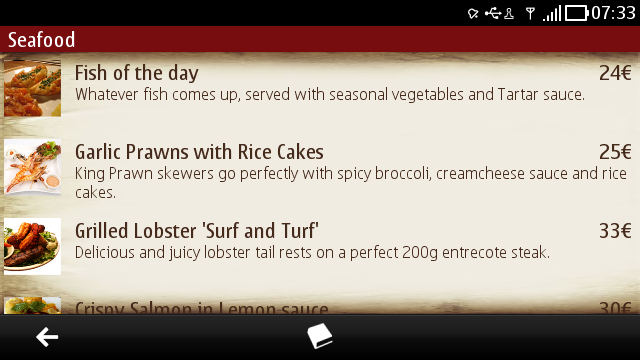 07:33
Seafood
Fish of the day 24€
Whatever fish comes up, served with seasonal vegetables and Tartar sauce.
Garlic Prawns with Rice Cakes 25€
King Prawn skewers go perfectly with spicy broccoli, creamcheese sauce and rice
cakes.
Grilled Lobster 'Surf and Turf' 33€
Delicious and juicy lobster tail rests on a perfect 200g entrecote steak.
Crispy Salmon in Lemon sauce 30€